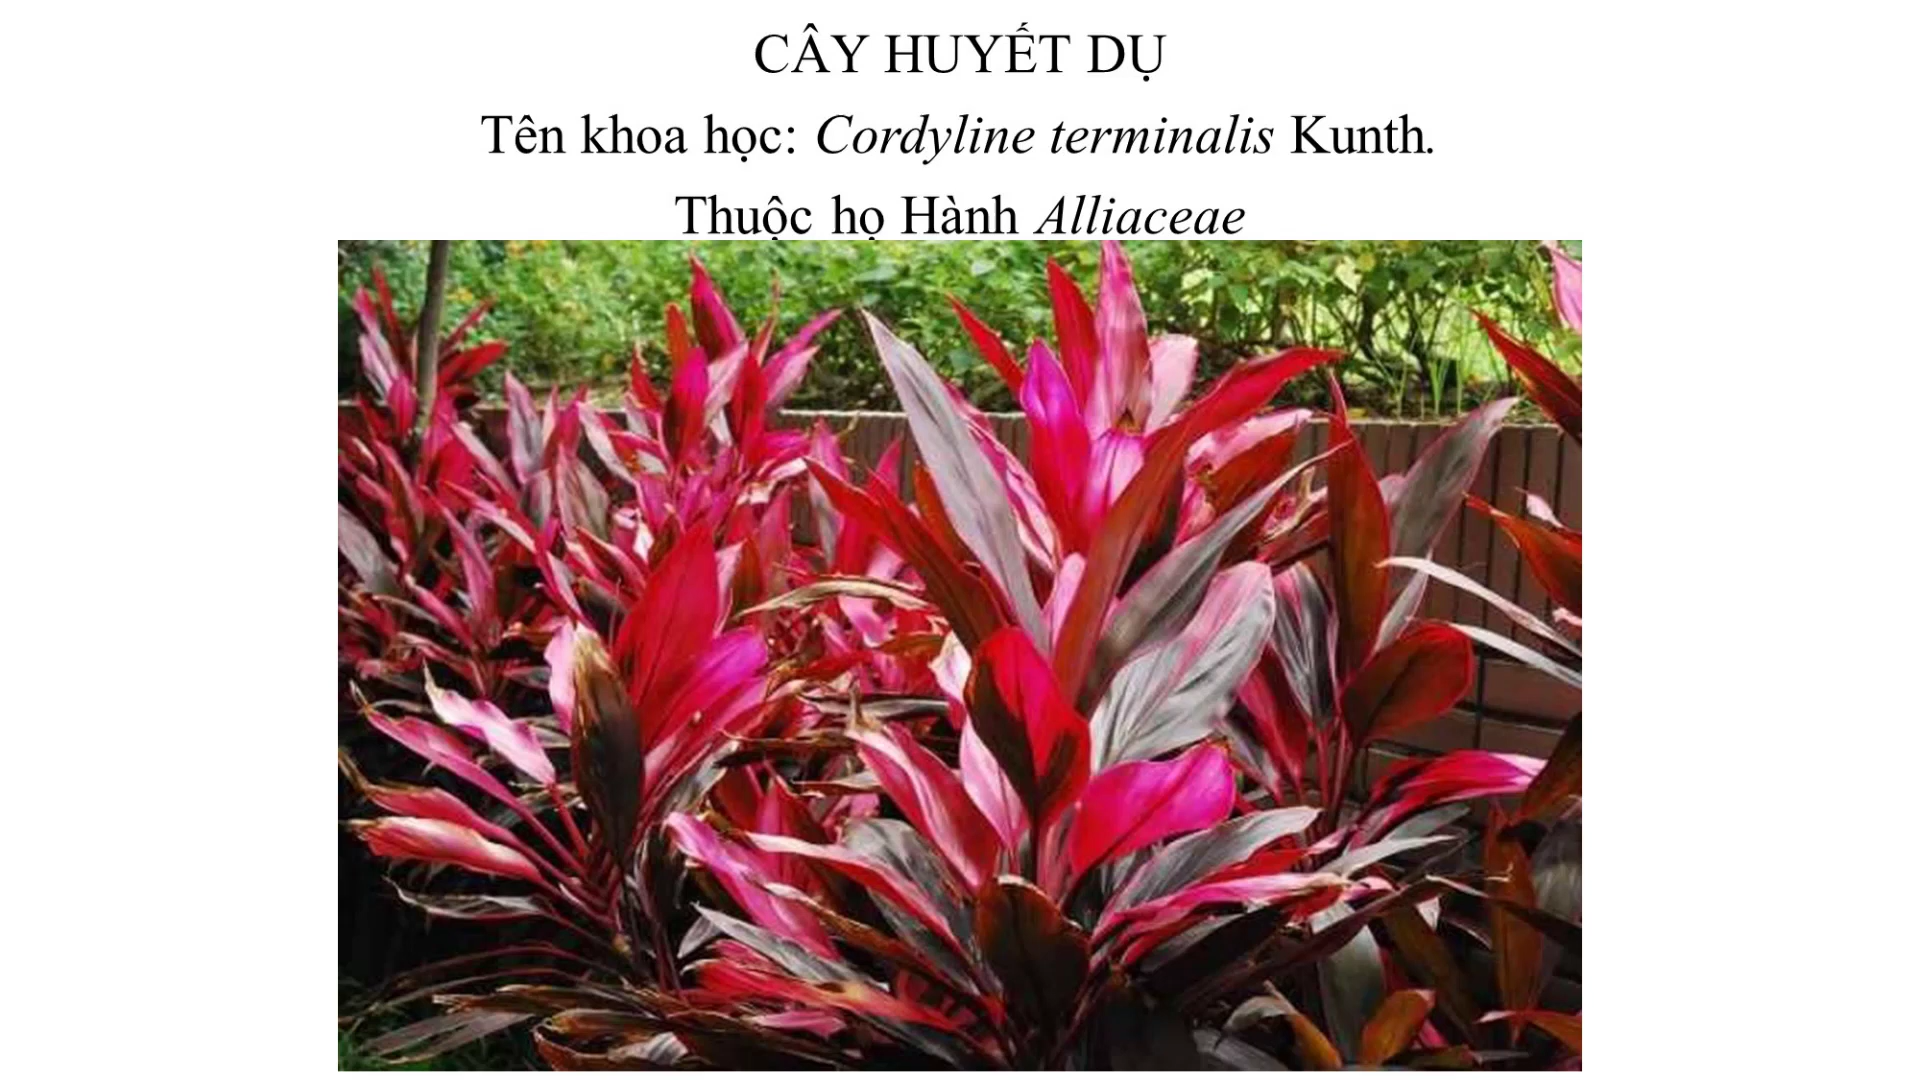 CÂY HUYẾT DỤ
Tên khoa học: Cordyline terminalis Kunth.
Thuộc họ Hành Alliaceae